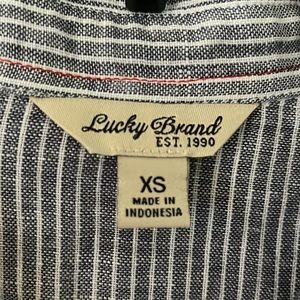 Lucky Brand
EST. 1990
XS
MADE IN
INDONESIA